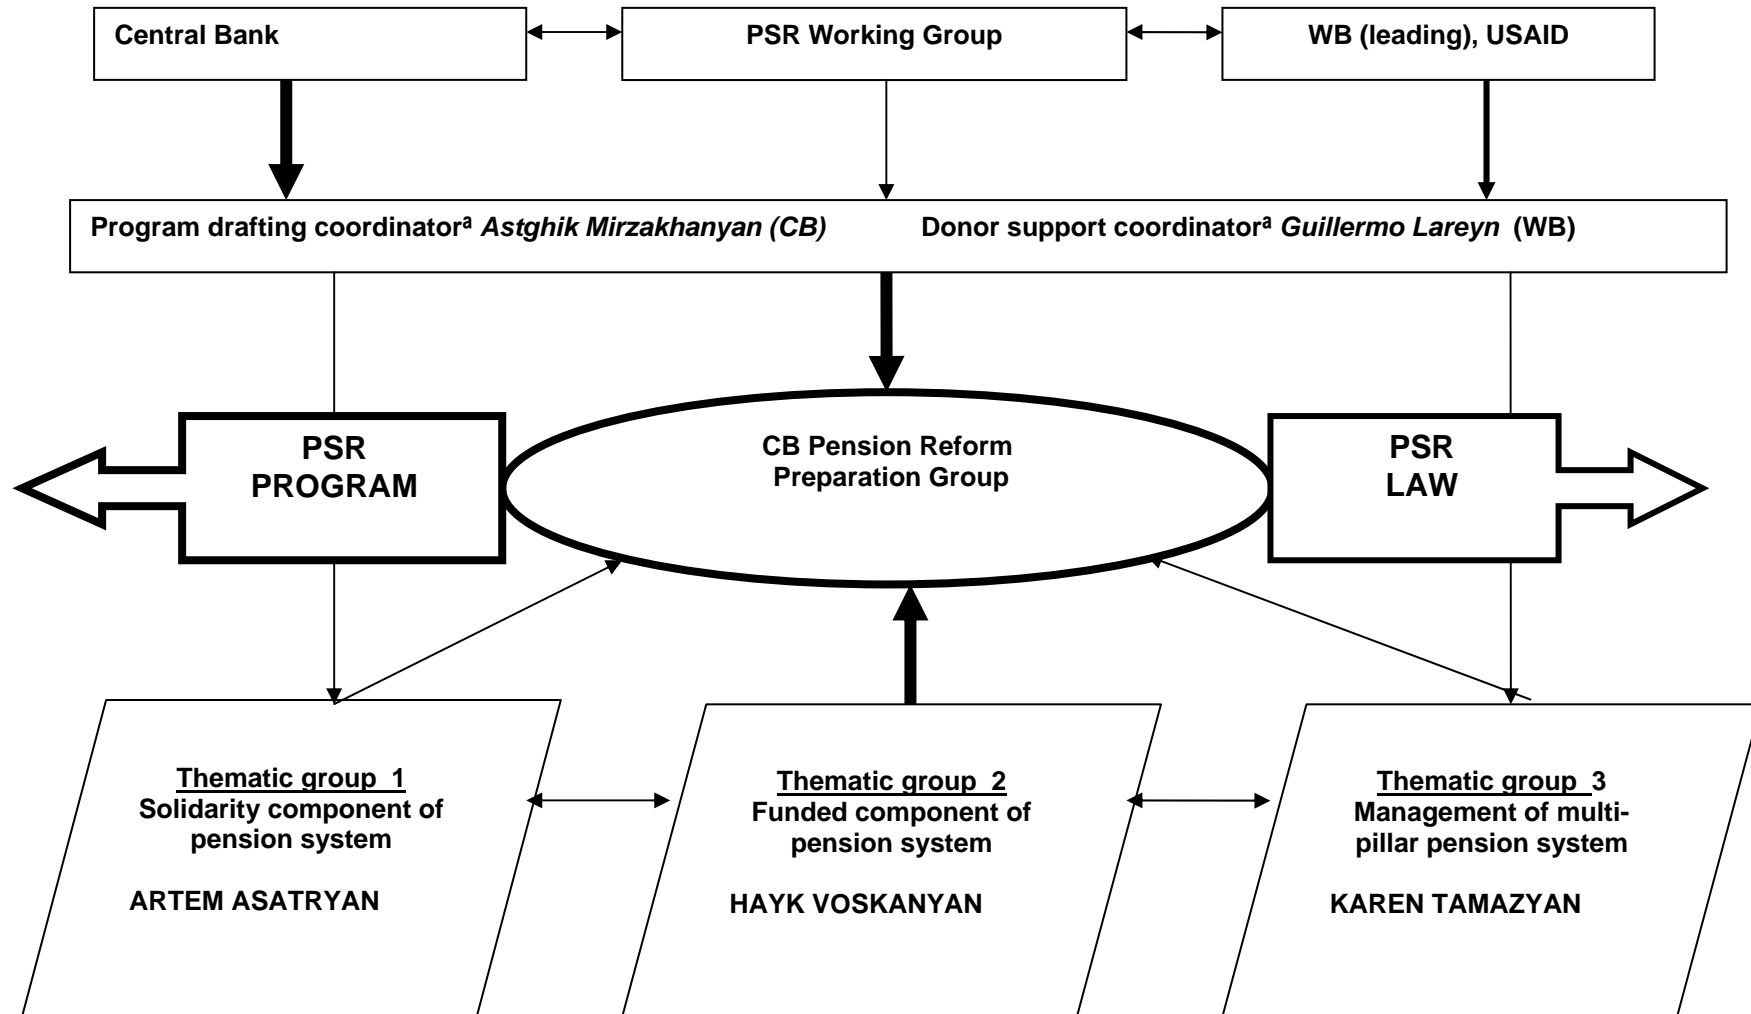 Central Bank
PSR Working Group
WB (leading), USAID
Program drafting coordinatorª Astghik Mirzakhanyan (CB)
Donor support coordinatorª Guillermo Lareyn (WB)
PSR
PROGRAM
CB Pension Reform
Preparation Group
PSR
LAW
Thematic group 1
Solidarity component of
pension system
ARTEM ASATRYAN
Thematic group 2
Funded component of
pension system
HAYK VOSKANYAN
Thematic group 3
Management of multi-
pillar pension system
KAREN TAMAZYAN